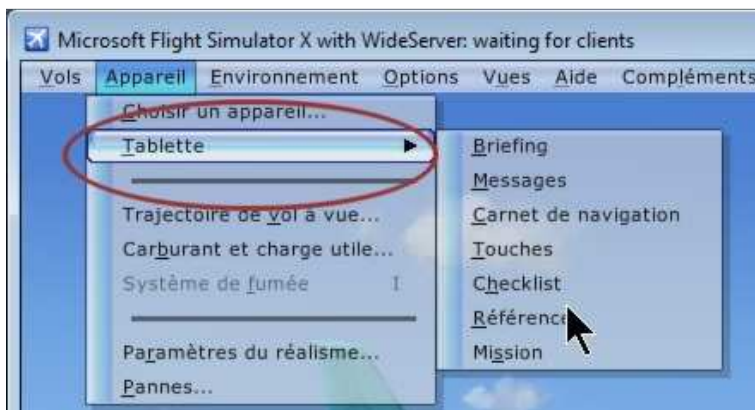 Microsoft Flight Simulator X with WideServer: waiting for clients
Vols Appareil Environnement Options Vues Aide Compléments
Choisir un appareil...
Tablette
Trajectoire de vol à vue...
Carburant et charge utile...
Système de fumée I
Paramètres du réalisme...
Pannes...
Briefing
Messages
Carnet de navigation
Touches
Checklist
Référence
Mission